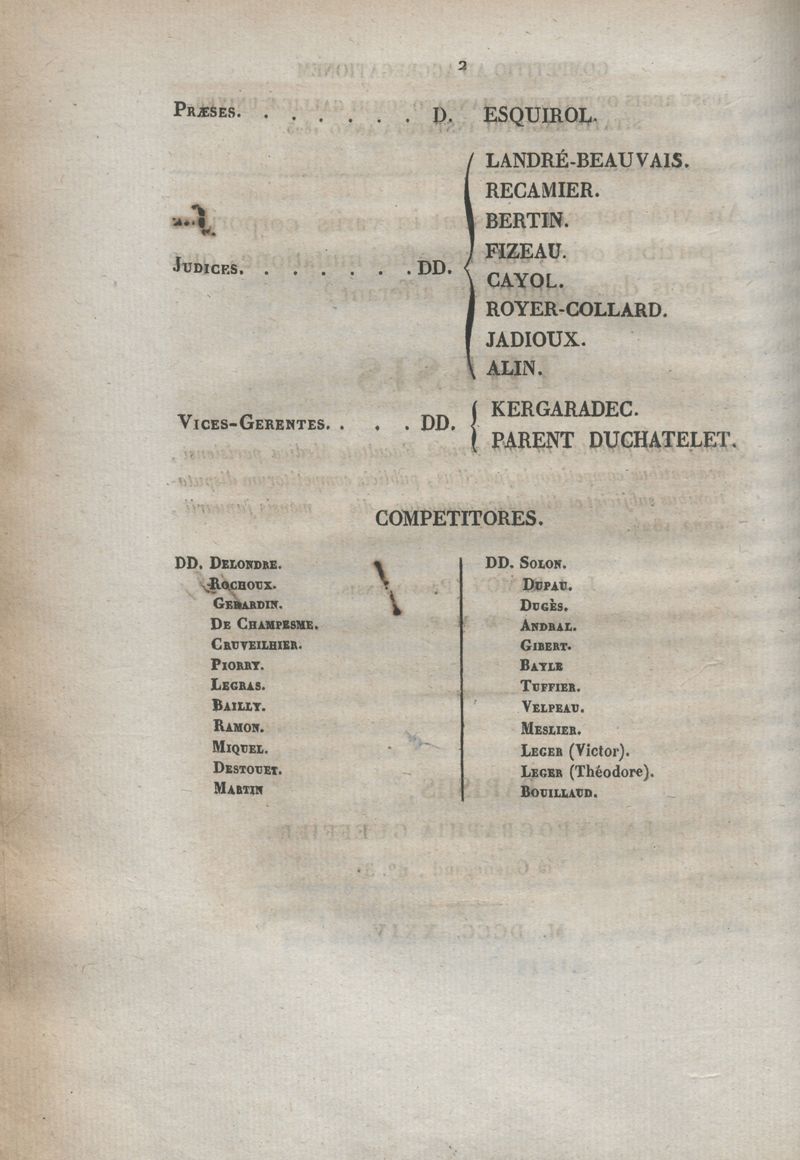 2
PRÆSES. . . . . . . D. ESQUIROL.
LANDRÉ-BEAUVAIS.
RECAMIER.
BERTIN.
FIZEAU.
JUDICES. . . . . . . DD.
CAYOL.
ROYER-COLLARD.
JADIOUX.
ALIN.
KERGARADEC.
VICES-GERENTES. . . . DD.
PARENT DUCHATELET.
COMPETITORES.
DD. DELONDRE.
ROCHOUX.
GERARDIN.
DE CHAMPESME.
CRUVEILHIER.
PIORRY.
LEGRAS.
BAILLY.
RAMON.
MIQUEL.
DESTOUET.
MARTIN
DD. SOLON.
DUPAU.
DUGÈS.
ANDRAL.
GIBERT.
BAYLE
TUFFIER.
VELPEAU.
MESLIER.
LEGER (Victor).
LEGER (Théodore).
BOUILLAUD.